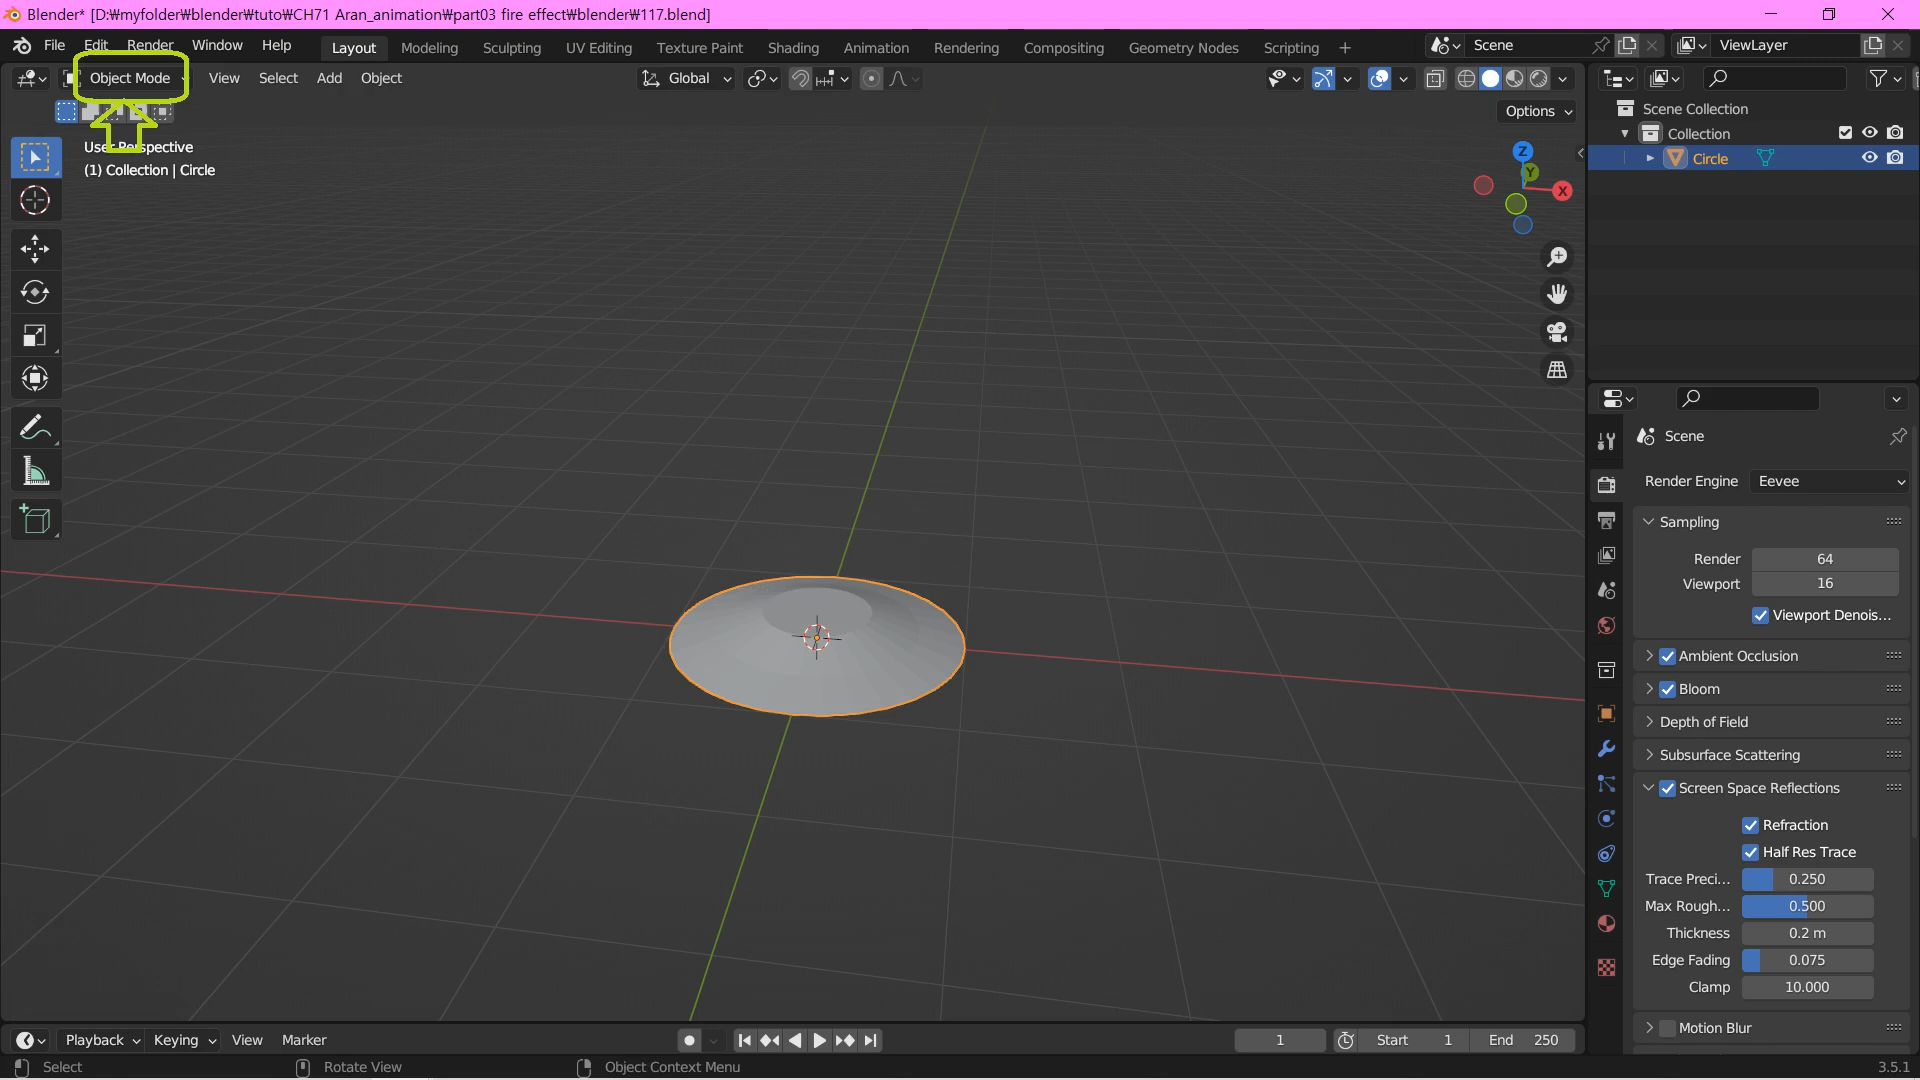 Blender* [D:₩myfolder₩blender₩tuto₩CH71 Aran_animation₩part03 fire effect₩blender₩117.blend]
File Edit Render Window Help Layout Modeling Sculpting UV Editing Texture Paint Shading Animation Rendering Compositing Geometry Nodes Scripting + Scene ViewLayer
Object Mode View Select Add Object Global
Options
User Perspective
(1) Collection | Circle
Z
Y
X
Scene Collection
Collection
Circle
Scene
Render Engine Eevee
Sampling
Render 64
Viewport 16
Viewport Denois...
Ambient Occlusion
Bloom
Depth of Field
Subsurface Scattering
Screen Space Reflections
Refraction
Half Res Trace
Trace Preci... 0.250
Max Rough... 0.500
Thickness 0.2 m
Edge Fading 0.075
Clamp 10.000
Motion Blur
Playback Keying View Marker 1 Start 1 End 250
Select Rotate View Object Context Menu 3.5.1